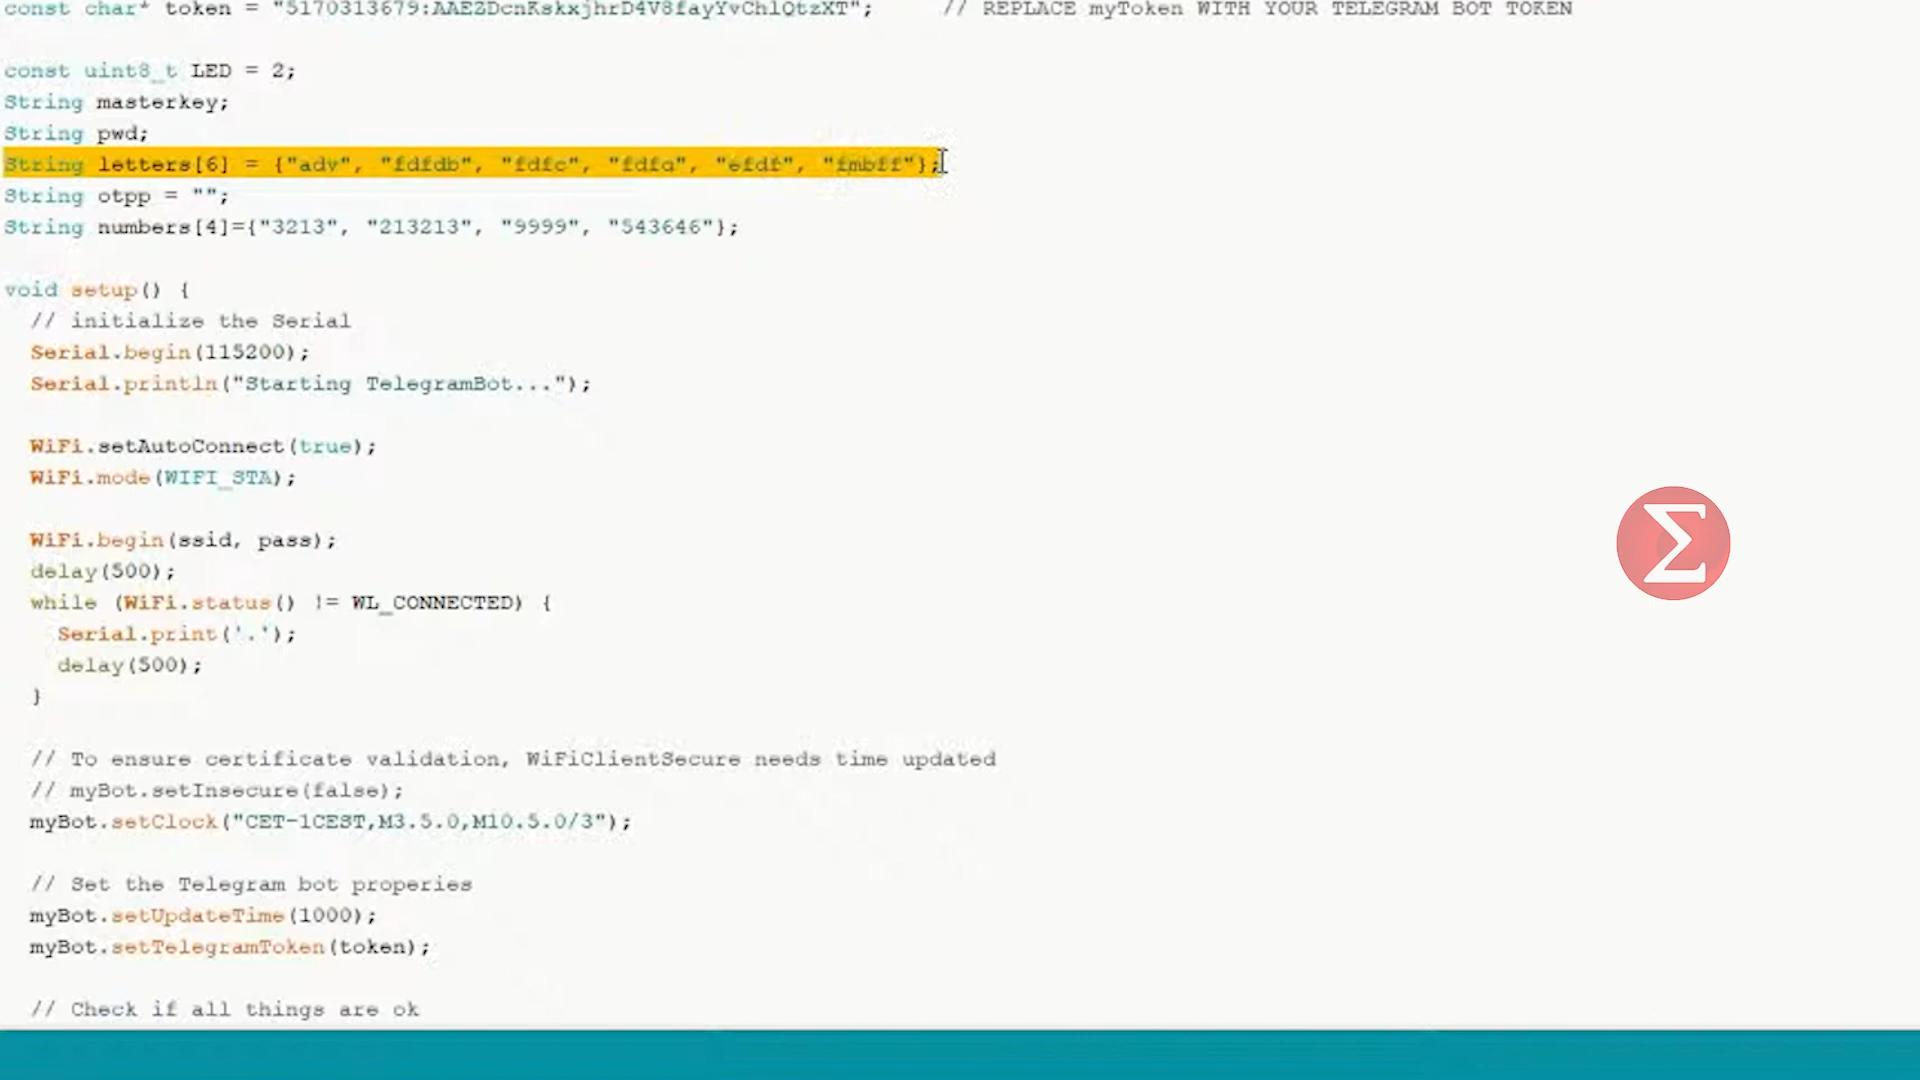 const char* token = "5170313679:AAEZDcnKskxjhrD4V8fayYvChlQtzXT"; // REPLACE myToken WITH YOUR TELEGRAM BOT TOKEN
const uint8_t LED = 2;
String masterkey;
String pwd;
String letters[6] = {"adv", "fdfdb", "fdfc", "fdfa", "efdf", "fmbff"};
String otpp = "";
String numbers[4]={"3213", "213213", "9999", "543646"};
void setup() {
// initialize the Serial
Serial.begin(115200);
Serial.println("Starting TelegramBot...");
WiFi.setAutoConnect(true);
WiFi.mode(WIFI_STA);
WiFi.begin(ssid, pass);
delay(500);
while (WiFi.status() != WL_CONNECTED) {
Serial.print('.');
delay(500);
}
// To ensure certificate validation, WiFiClientSecure needs time updated
// myBot.setInsecure(false);
myBot.setClock("CET-1CEST,M3.5.0,M10.5.0/3");
// Set the Telegram bot properies
myBot.setUpdateTime(1000);
myBot.setTelegramToken(token);
// Check if all things are ok
Σ